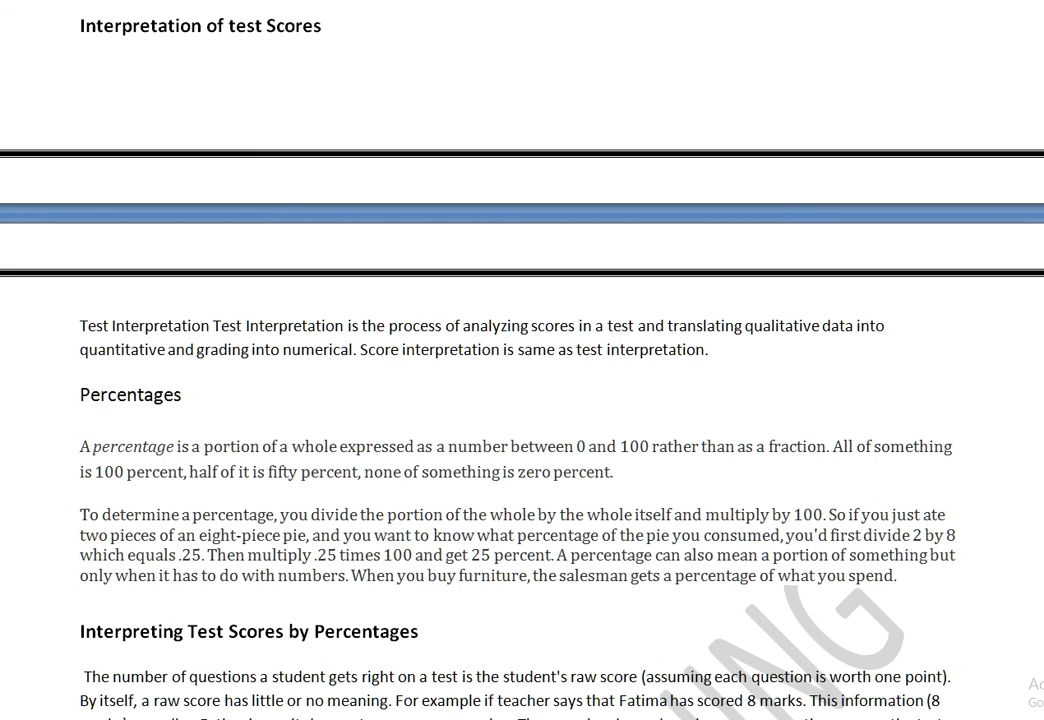 Interpretation of test Scores
Test Interpretation Test Interpretation is the process of analyzing scores in a test and translating qualitative data into
quantitative and grading into numerical. Score interpretation is same as test interpretation.
Percentages
A percentage is a portion of a whole expressed as a number between 0 and 100 rather than as a fraction. All of something
is 100 percent, half of it is fifty percent, none of something is zero percent.
To determine a percentage, you divide the portion of the whole by the whole itself and multiply by 100. So if you just ate
two pieces of an eight-piece pie, and you want to know what percentage of the pie you consumed, you'd first divide 2 by 8
which equals .25. Then multiply .25 times 100 and get 25 percent. A percentage can also mean a portion of something but
only when it has to do with numbers. When you buy furniture, the salesman gets a percentage of what you spend.
Interpreting Test Scores by Percentages
The number of questions a student gets right on a test is the student's raw score (assuming each question is worth one point).
By itself, a raw score has little or no meaning. For example if teacher says that Fatima has scored 8 marks. This information (8